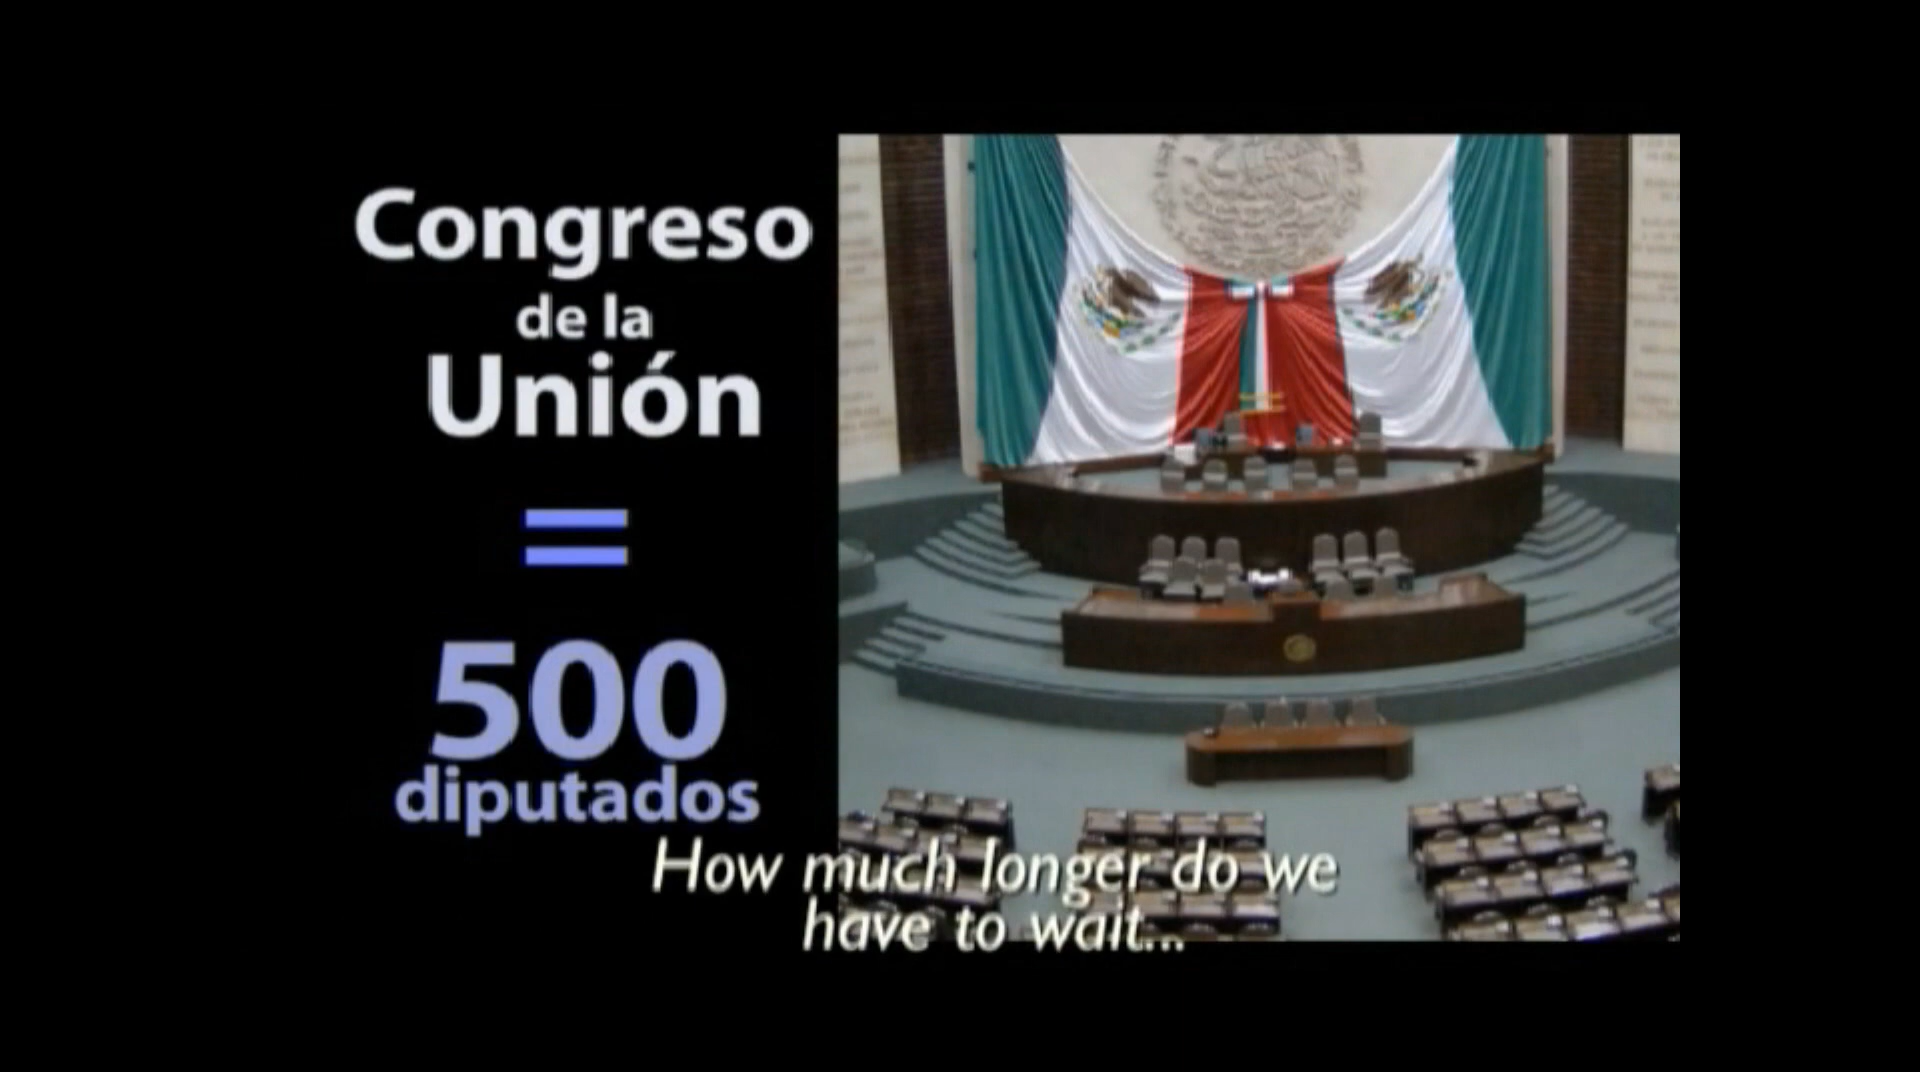 Congreso
de la
Unión
=
500
diputados
How much longer do we
have to wait...